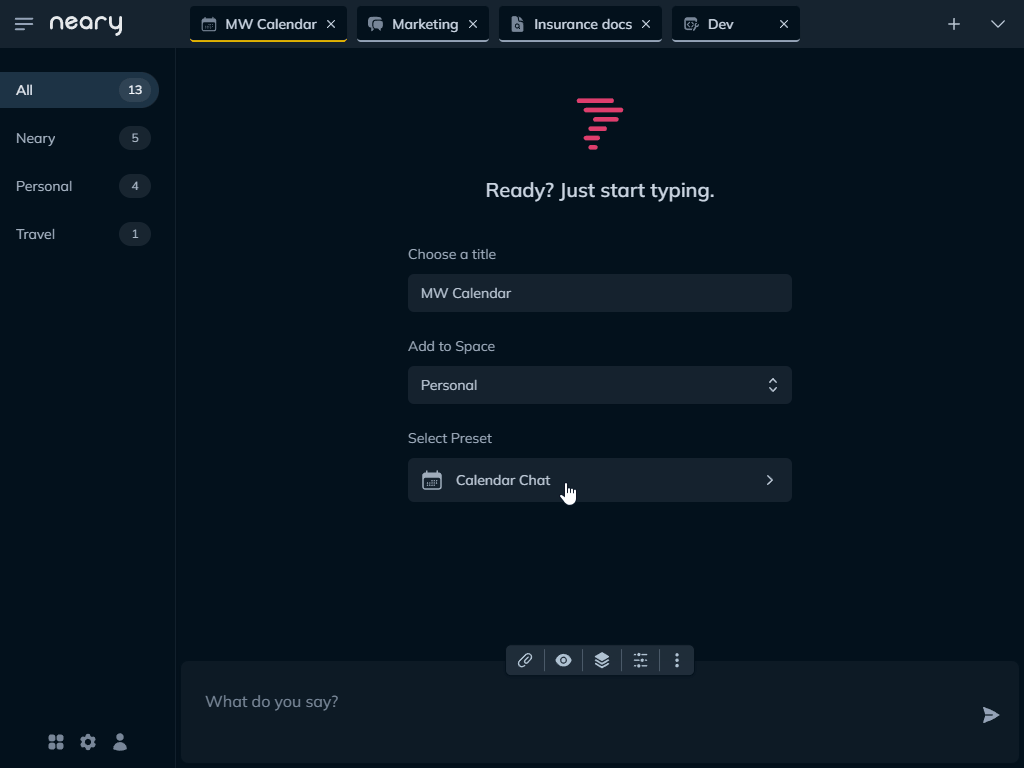 neary
MW Calendar
Marketing
Insurance docs
Dev
All 13
Neary 5
Personal 4
Travel 1
Ready? Just start typing.
Choose a title
MW Calendar
Add to Space
Personal
Select Preset
Calendar Chat
What do you say?